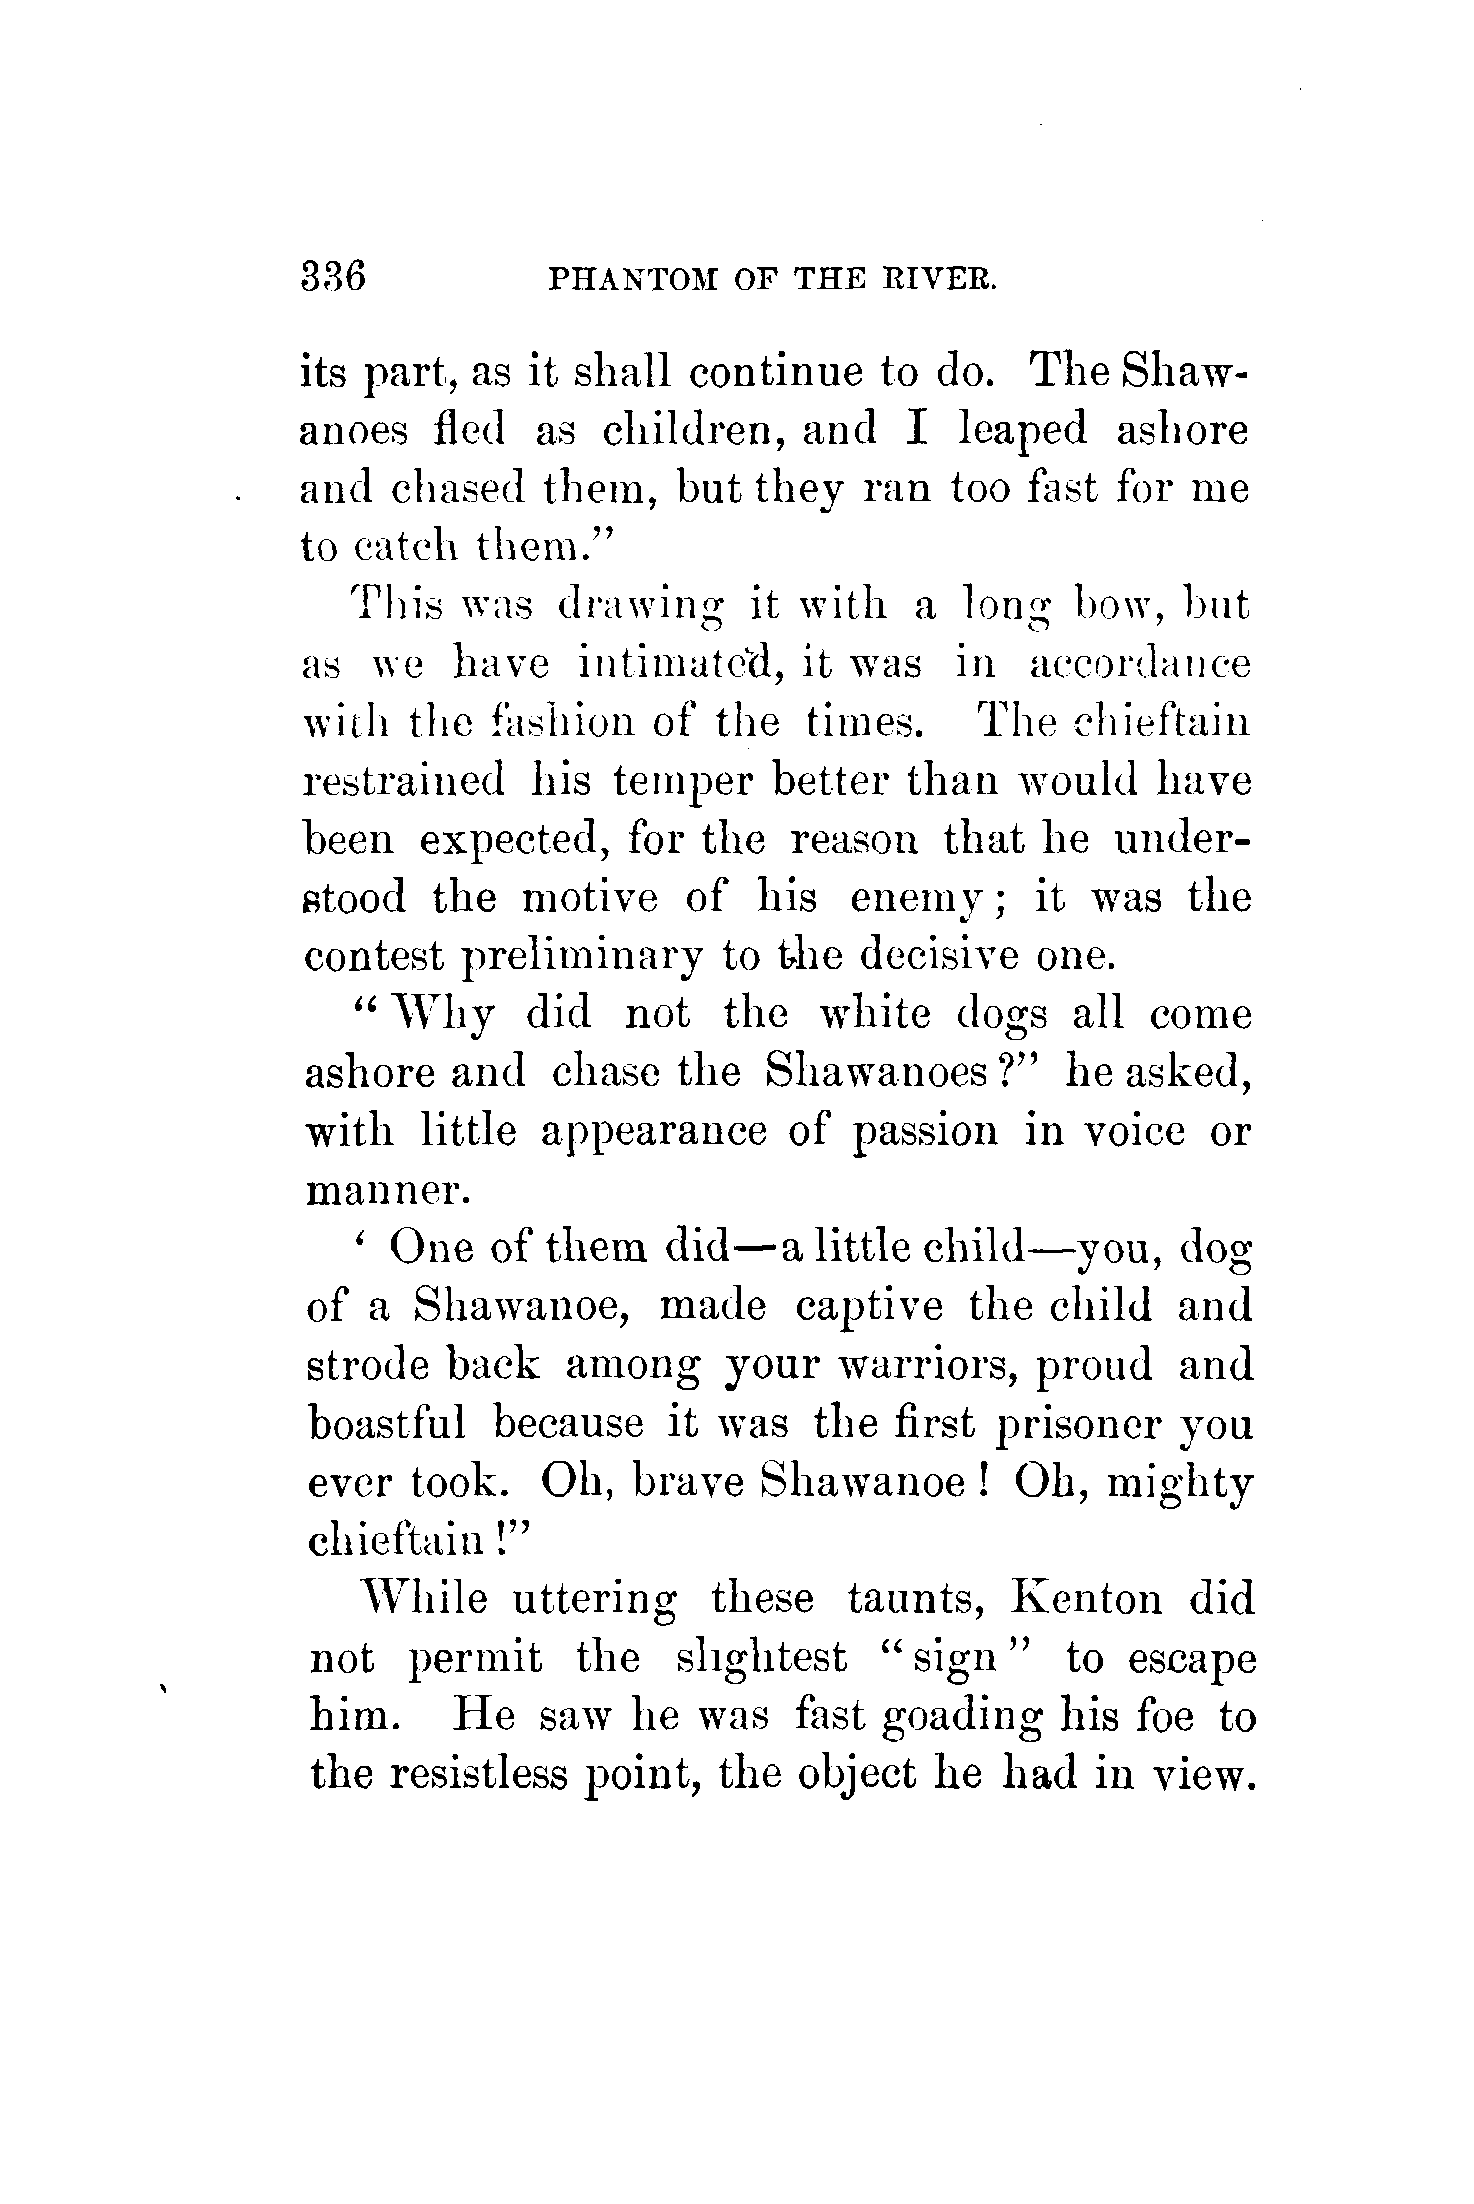 336 PHANTOM OF THE RIVER.
its part, as it shall continue to do. The Shaw-
anoes fled as children, and I leaped ashore
and chased them, but they ran too fast for me
to catch them."
This was drawing it with a long bow, but
as we have intimated, it was in accordance
with the fashion of the times. The chieftain
restrained his temper better than would have
been expected, for the reason that he under-
stood the motive of his enemy; it was the
contest preliminary to the decisive one.
"Why did not the white dogs all come
ashore and chase the Shawanoes?" he asked,
with little appearance of passion in voice or
manner.
' One of them did—a little child—you, dog
of a Shawanoe, made captive the child and
strode back among your warriors, proud and
boastful because it was the first prisoner you
ever took. Oh, brave Shawanoe! Oh, mighty
chieftain!"
While uttering these taunts, Kenton did
not permit the slightest "sign" to escape
him. He saw he was fast goading his foe to
the resistless point, the object he had in view.